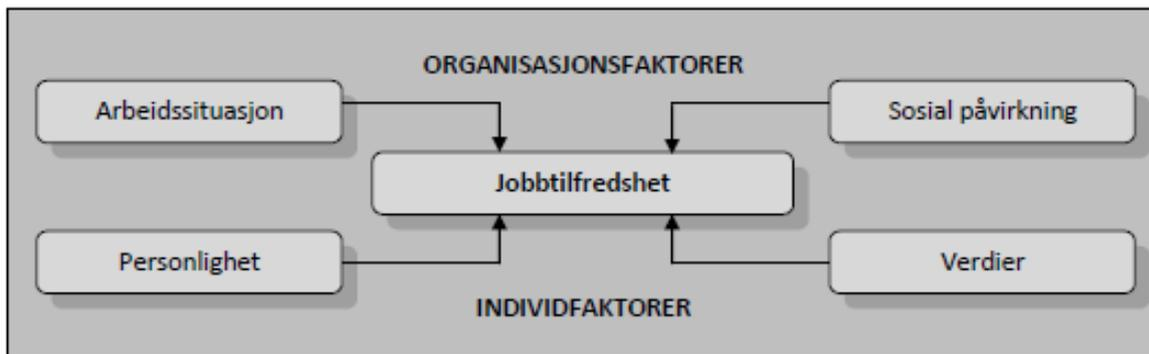 ORGANISASJONSFAKTORER
Arbeidssituasjon
Sosial påvirkning
Jobbtilfredshet
Personlighet
Verdier
INDIVIDFAKTORER